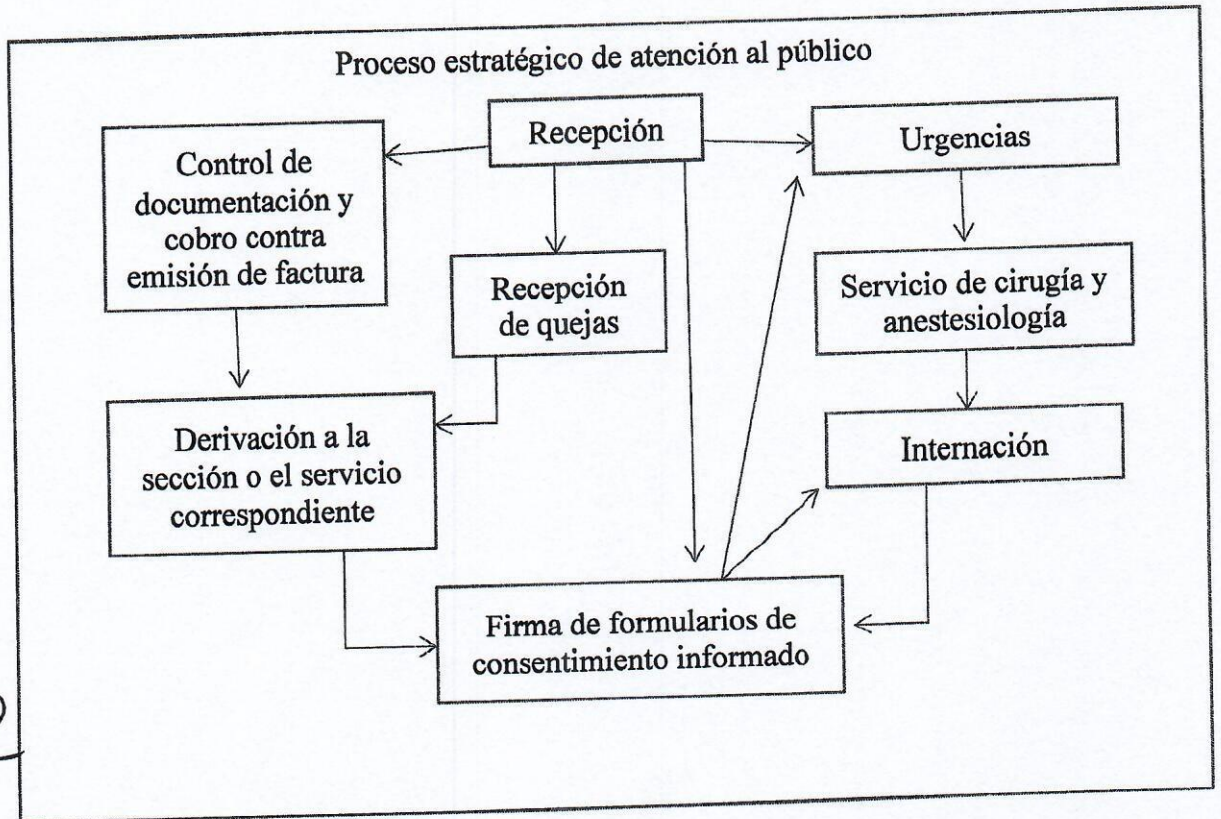 Proceso estratégico de atención al público
Recepción
Control de
documentación y
cobro contra
emisión de factura
Urgencias
Recepción
de quejas
Servicio de cirugía y
anestesiología
Derivación a la
sección o el servicio
correspondiente
Internación
Firma de formularios de
consentimiento informado